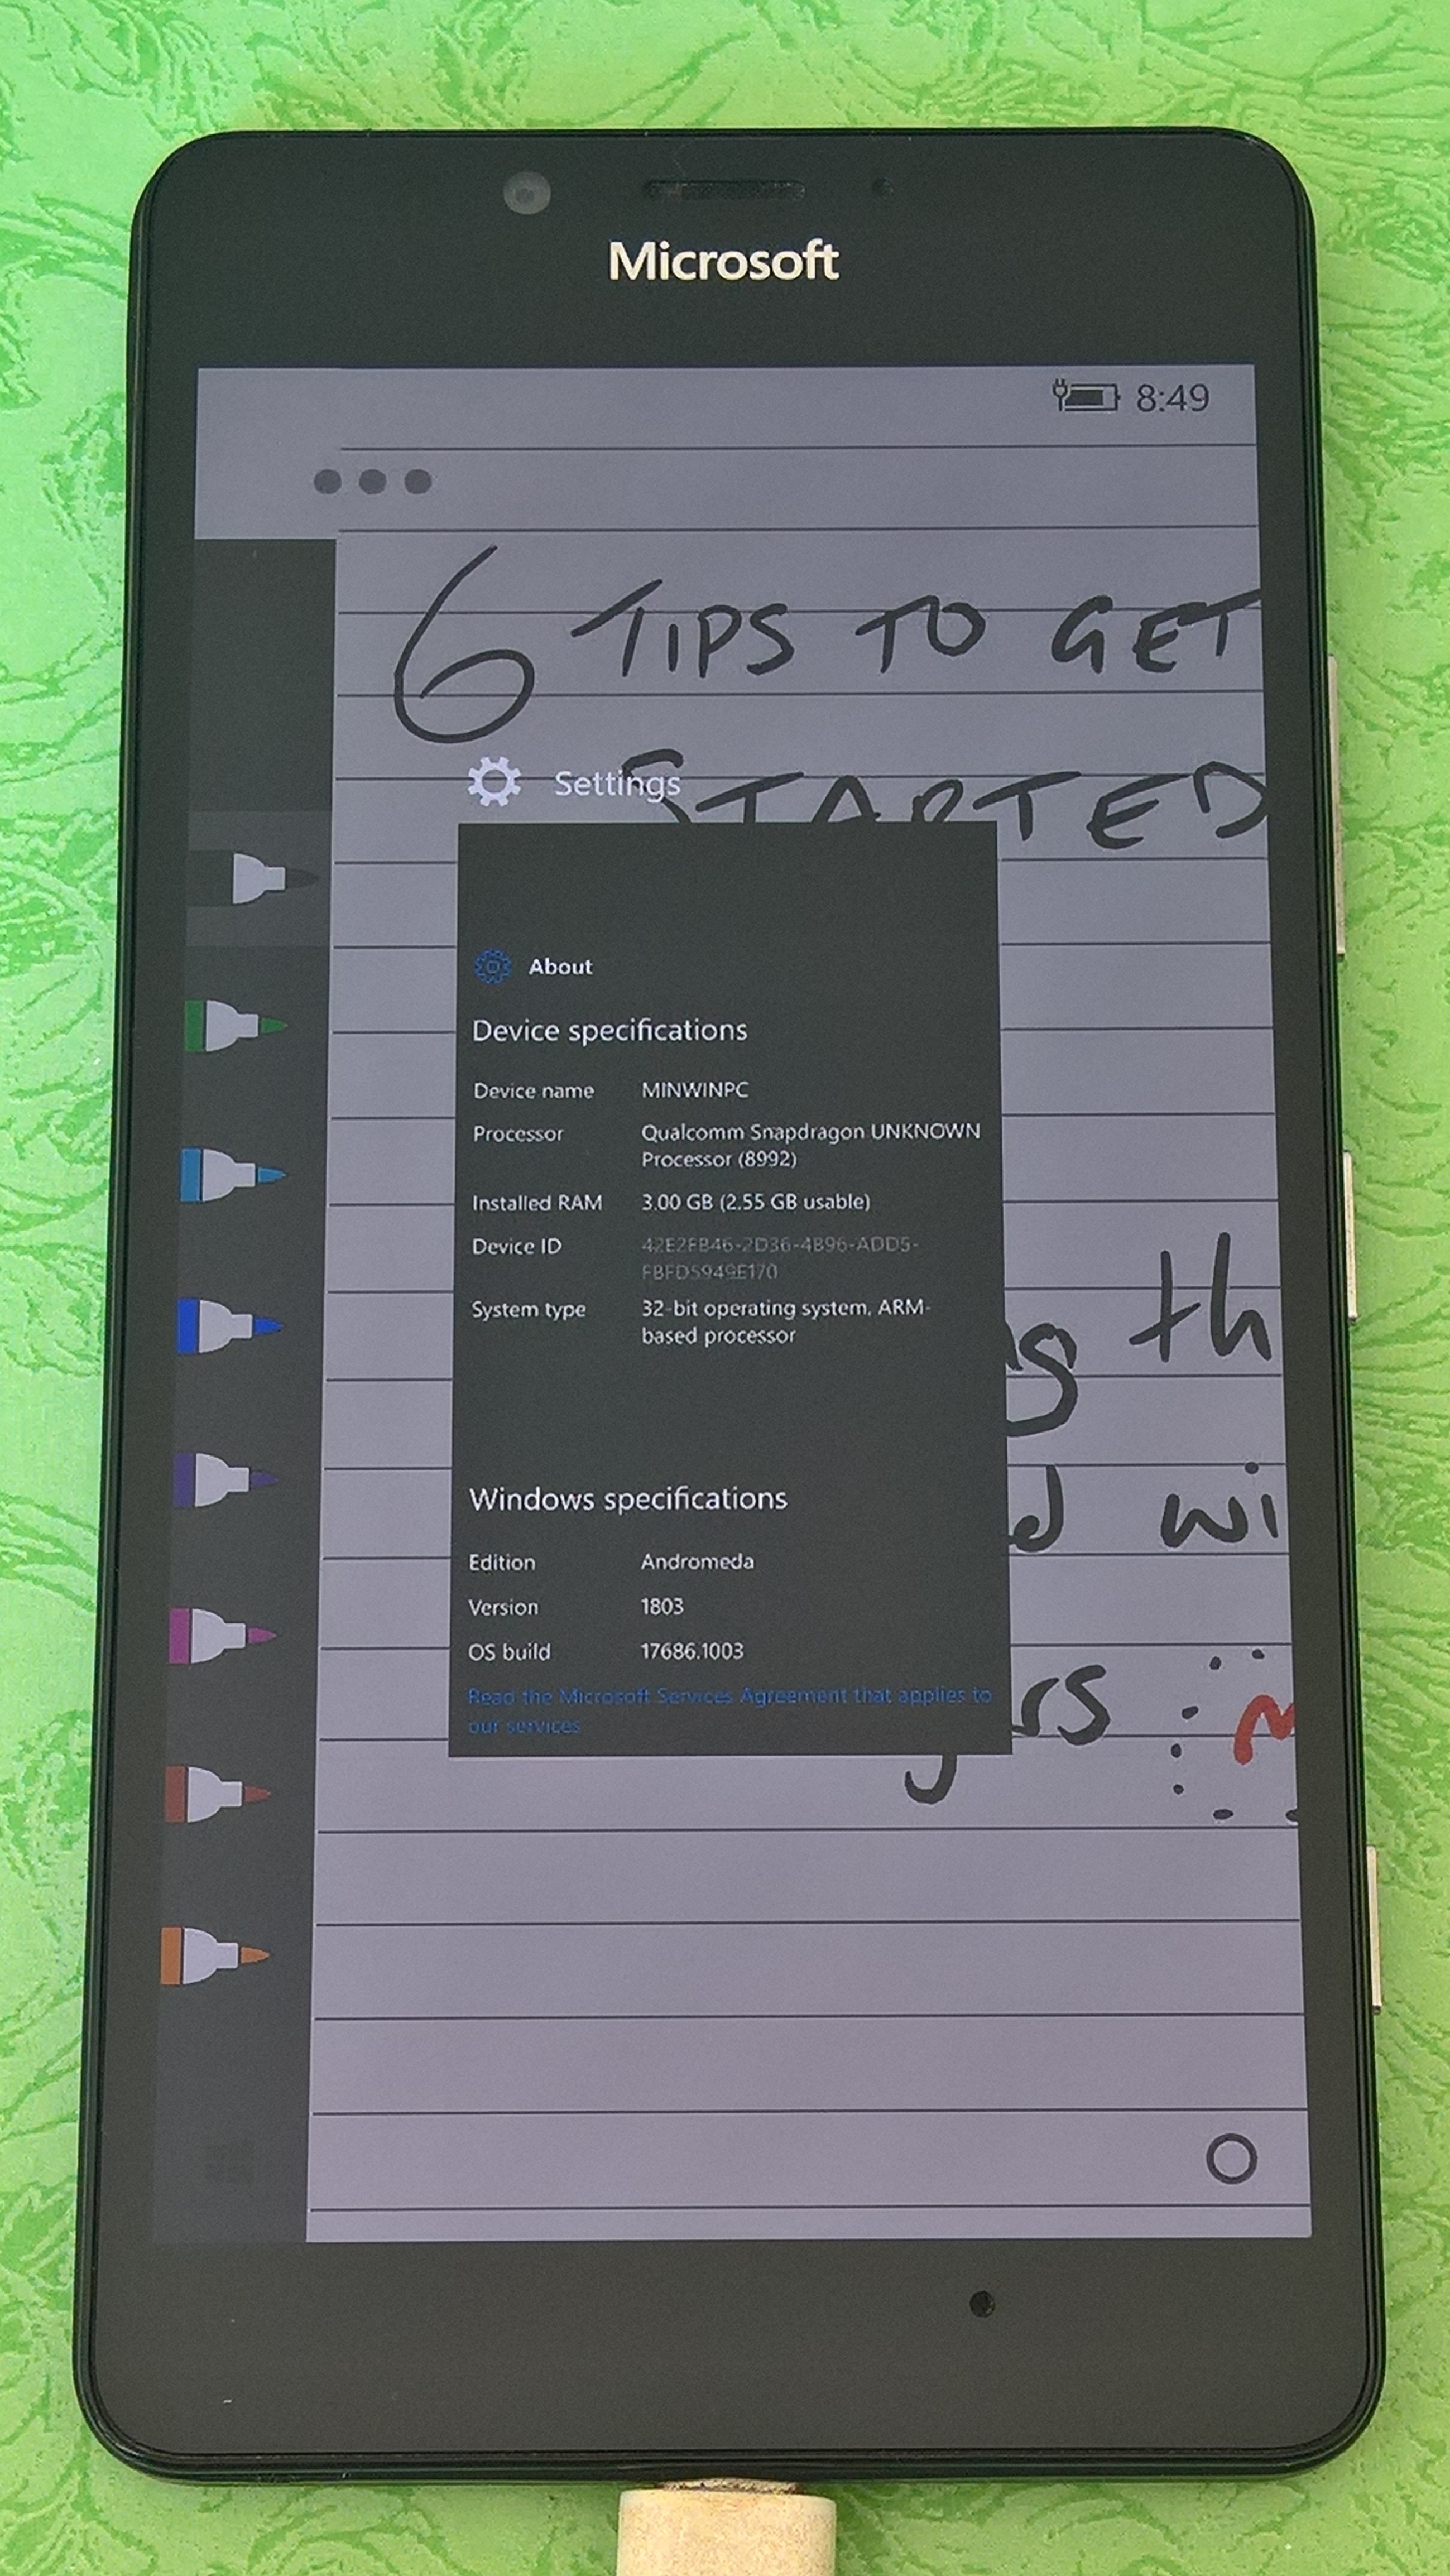 Microsoft
8:49
6 TIPS TO GET
STARTED
Settings
About
Device specifications
Device name MINWINPC
Processor Qualcomm Snapdragon UNKNOWN
Processor (8992)
Installed RAM 3.00 GB (2.55 GB usable)
Device ID 42E2FB46-2D36-4B96-ADD5-
FBFD5949E170
System type 32-bit operating system, ARM-
based processor
th
wi
Windows specifications
Edition Andromeda
Version 1803
OS build 17686.1003
Read the Microsoft Services Agreement that applies to
our services